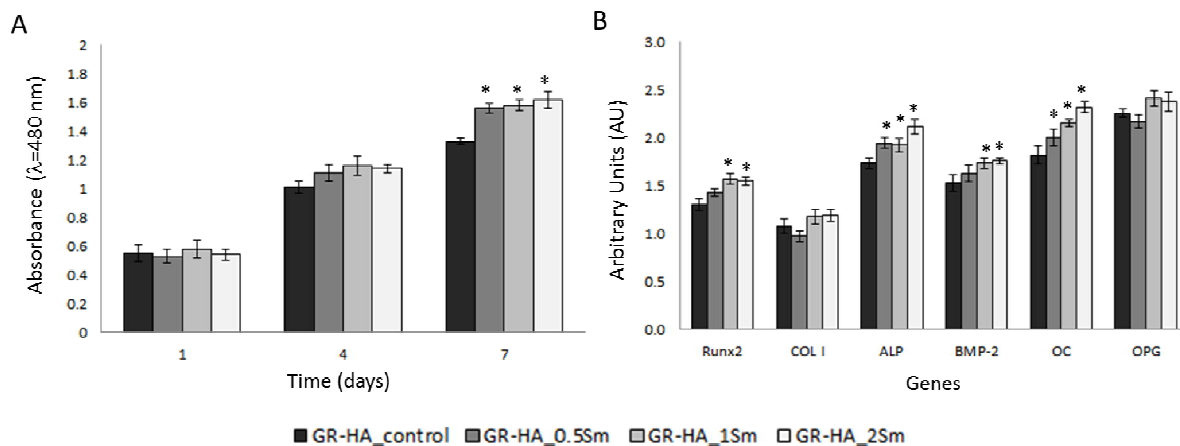 A
Absorbance (λ=480 nm)
2
1.8
1.6
1.4
1.2
1
0.8
0.6
0.4
0.2
0
* * *
1 4 7
Time (days)
B
Arbitrary Units (AU)
3.0
2.5
2.0
1.5
1.0
0.5
0.0
* *
* * *
* *
* * *
Runx2 COL I ALP BMP-2 OC OPG
Genes
GR-HA_control GR-HA_0.5Sm GR-HA_1Sm GR-HA_2Sm